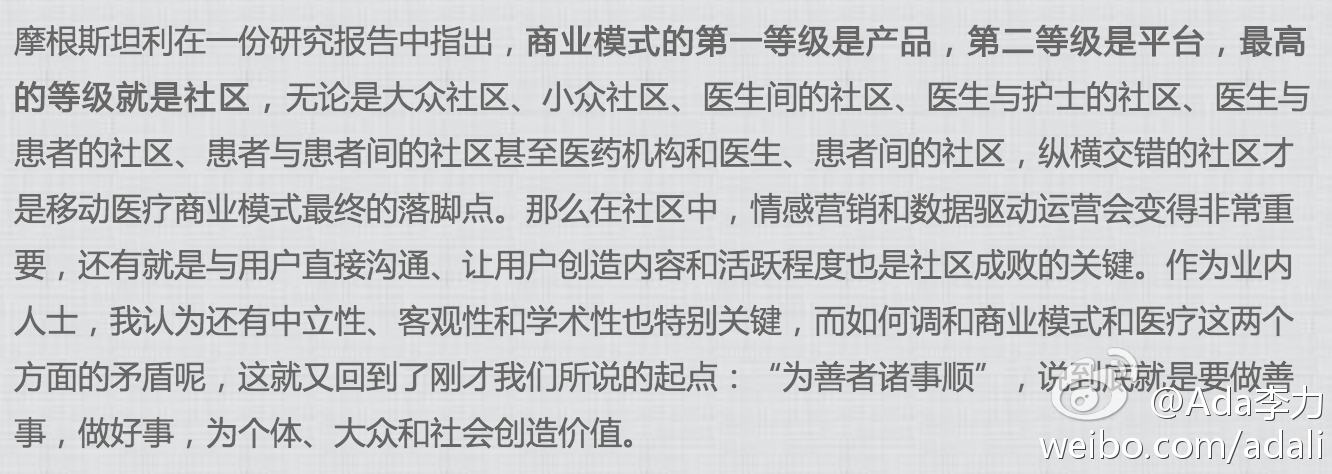 摩根斯坦利在一份研究报告中指出，商业模式的第一等级是产品，第二等级是平台，最高
的等级就是社区，无论是大众社区、小众社区、医生间的社区、医生与护士的社区、医生与
患者的社区、患者与患者间的社区甚至医药机构和医生、患者间的社区，纵横交错的社区才
是移动医疗商业模式最终的落脚点。那么在社区中，情感营销和数据驱动运营会变得非常重
要，还有就是与用户直接沟通、让用户创造内容和活跃程度也是社区成败的关键。作为业内
人士，我认为还有中立性、客观性和学术性也特别关键，而如何调和商业模式和医疗这两个
方面的矛盾呢，这就又回到了刚才我们所说的起点：“为善者诸事顺”，说到底就是要做善
事，做好事，为个体、大众和社会创造价值。
@Ada李力
weibo.com/adali